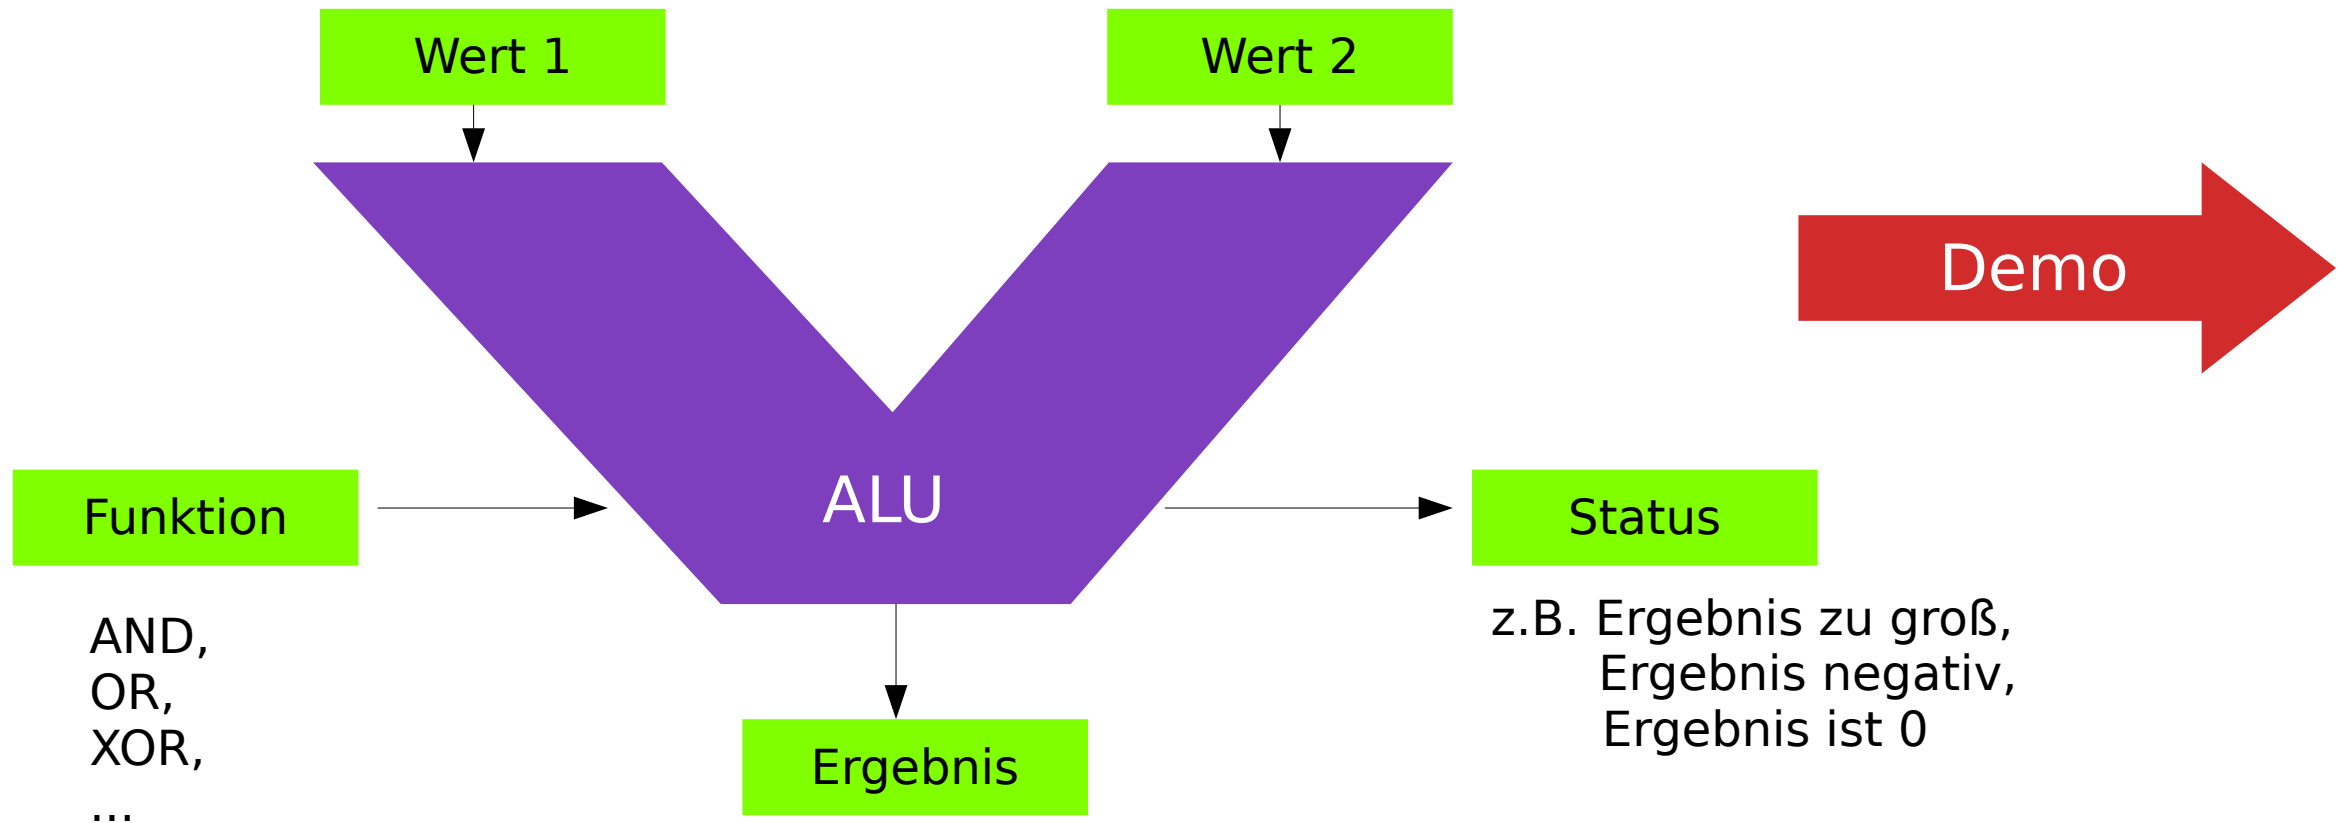 Wert 1
Wert 2
Demo
ALU
Funktion
Status
AND,
OR,
XOR,
...
z.B. Ergebnis zu groß,
Ergebnis negativ,
Ergebnis ist 0
Ergebnis